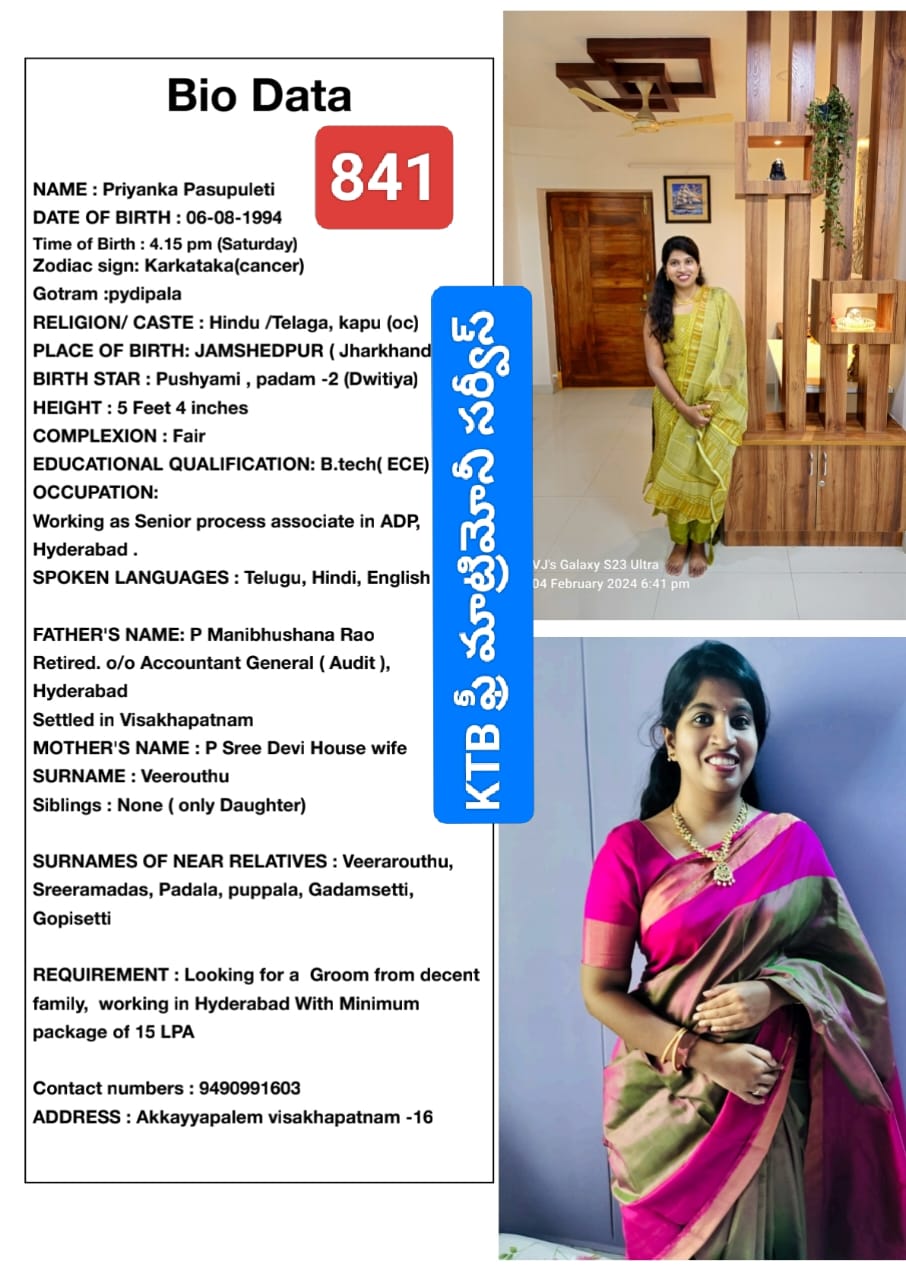 Bio Data
841
NAME : Priyanka Pasupuleti
DATE OF BIRTH : 06-08-1994
Time of Birth : 4.15 pm (Saturday)
Zodiac sign: Karkataka(cancer)
Gotram :pydipala
RELIGION/ CASTE : Hindu /Telaga, kapu (oc)
PLACE OF BIRTH: JAMSHEDPUR ( Jharkhand
BIRTH STAR : Pushyami , padam -2 (Dwitiya)
HEIGHT : 5 Feet 4 inches
COMPLEXION : Fair
EDUCATIONAL QUALIFICATION: B.tech( ECE)
OCCUPATION:
Working as Senior process associate in ADP,
Hyderabad .
SPOKEN LANGUAGES : Telugu, Hindi, English
FATHER'S NAME: P Manibhushana Rao
Retired. o/o Accountant General ( Audit ),
Hyderabad
Settled in Visakhapatnam
MOTHER'S NAME : P Sree Devi House wife
SURNAME : Veerouthu
Siblings : None ( only Daughter)
SURNAMES OF NEAR RELATIVES : Veerarouthu,
Sreeramadas, Padala, puppala, Gadamsetti,
Gopisetti
REQUIREMENT : Looking for a  Groom from decent
family,  working in Hyderabad With Minimum
package of 15 LPA
Contact numbers : 9490991603
ADDRESS : Akkayyapalem visakhapatnam -16
KTB ఫ్రీ మాట్రిమోనీ సర్వీస్
VJ's Galaxy S23 Ultra
04 February 2024 6:41 pm